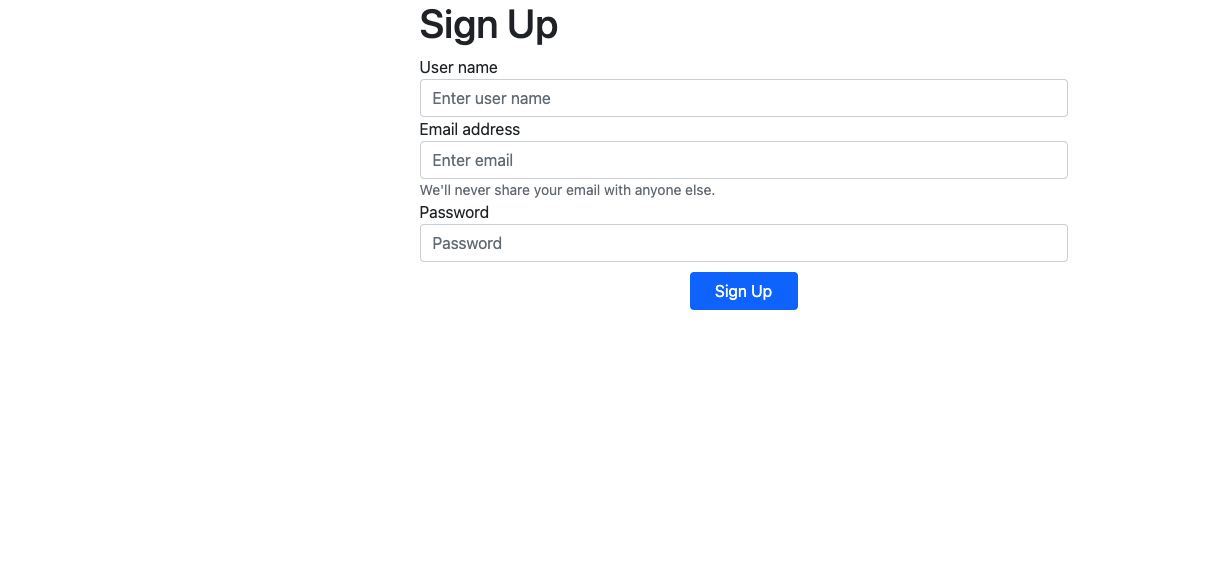 Sign Up
User name
Enter user name
Email address
Enter email
We'll never share your email with anyone else.
Password
Password
Sign Up